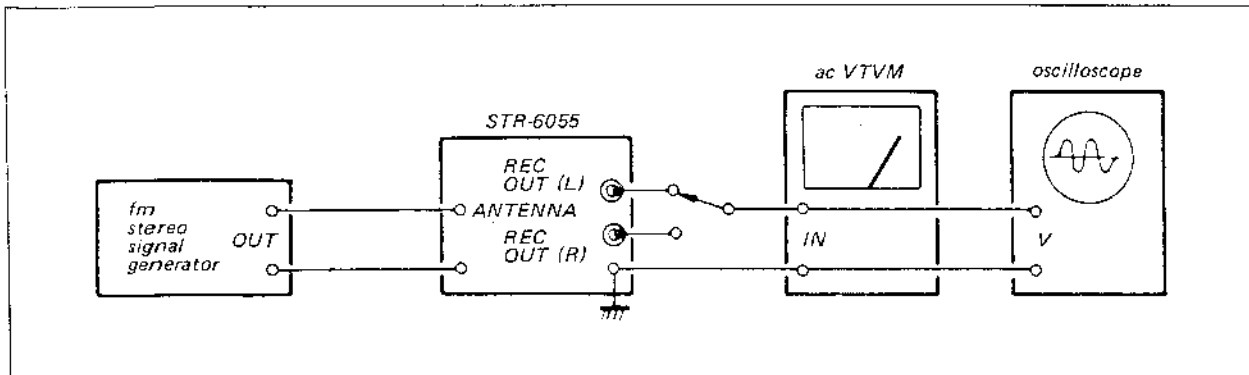 ac VTVM
oscilloscope
STR-6055
REC
OUT (L)
fm
stereo
signal
generator
OUT
ANTENNA
REC
OUT (R)
IN
V